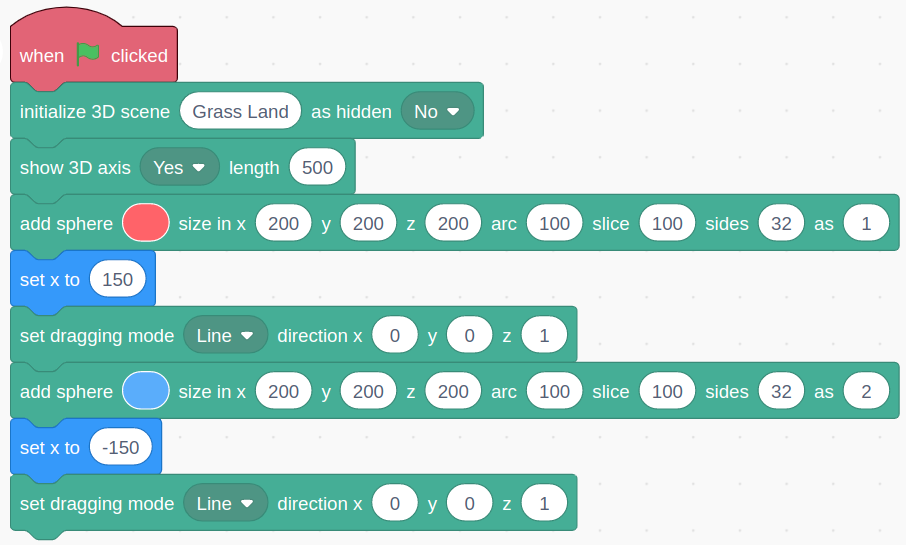 when clicked
initialize 3D scene Grass Land as hidden No
show 3D axis Yes length 500
add sphere size in x 200 y 200 z 200 arc 100 slice 100 sides 32 as 1
set x to 150
set dragging mode Line direction x 0 y 0 z 1
add sphere size in x 200 y 200 z 200 arc 100 slice 100 sides 32 as 2
set x to -150
set dragging mode Line direction x 0 y 0 z 1